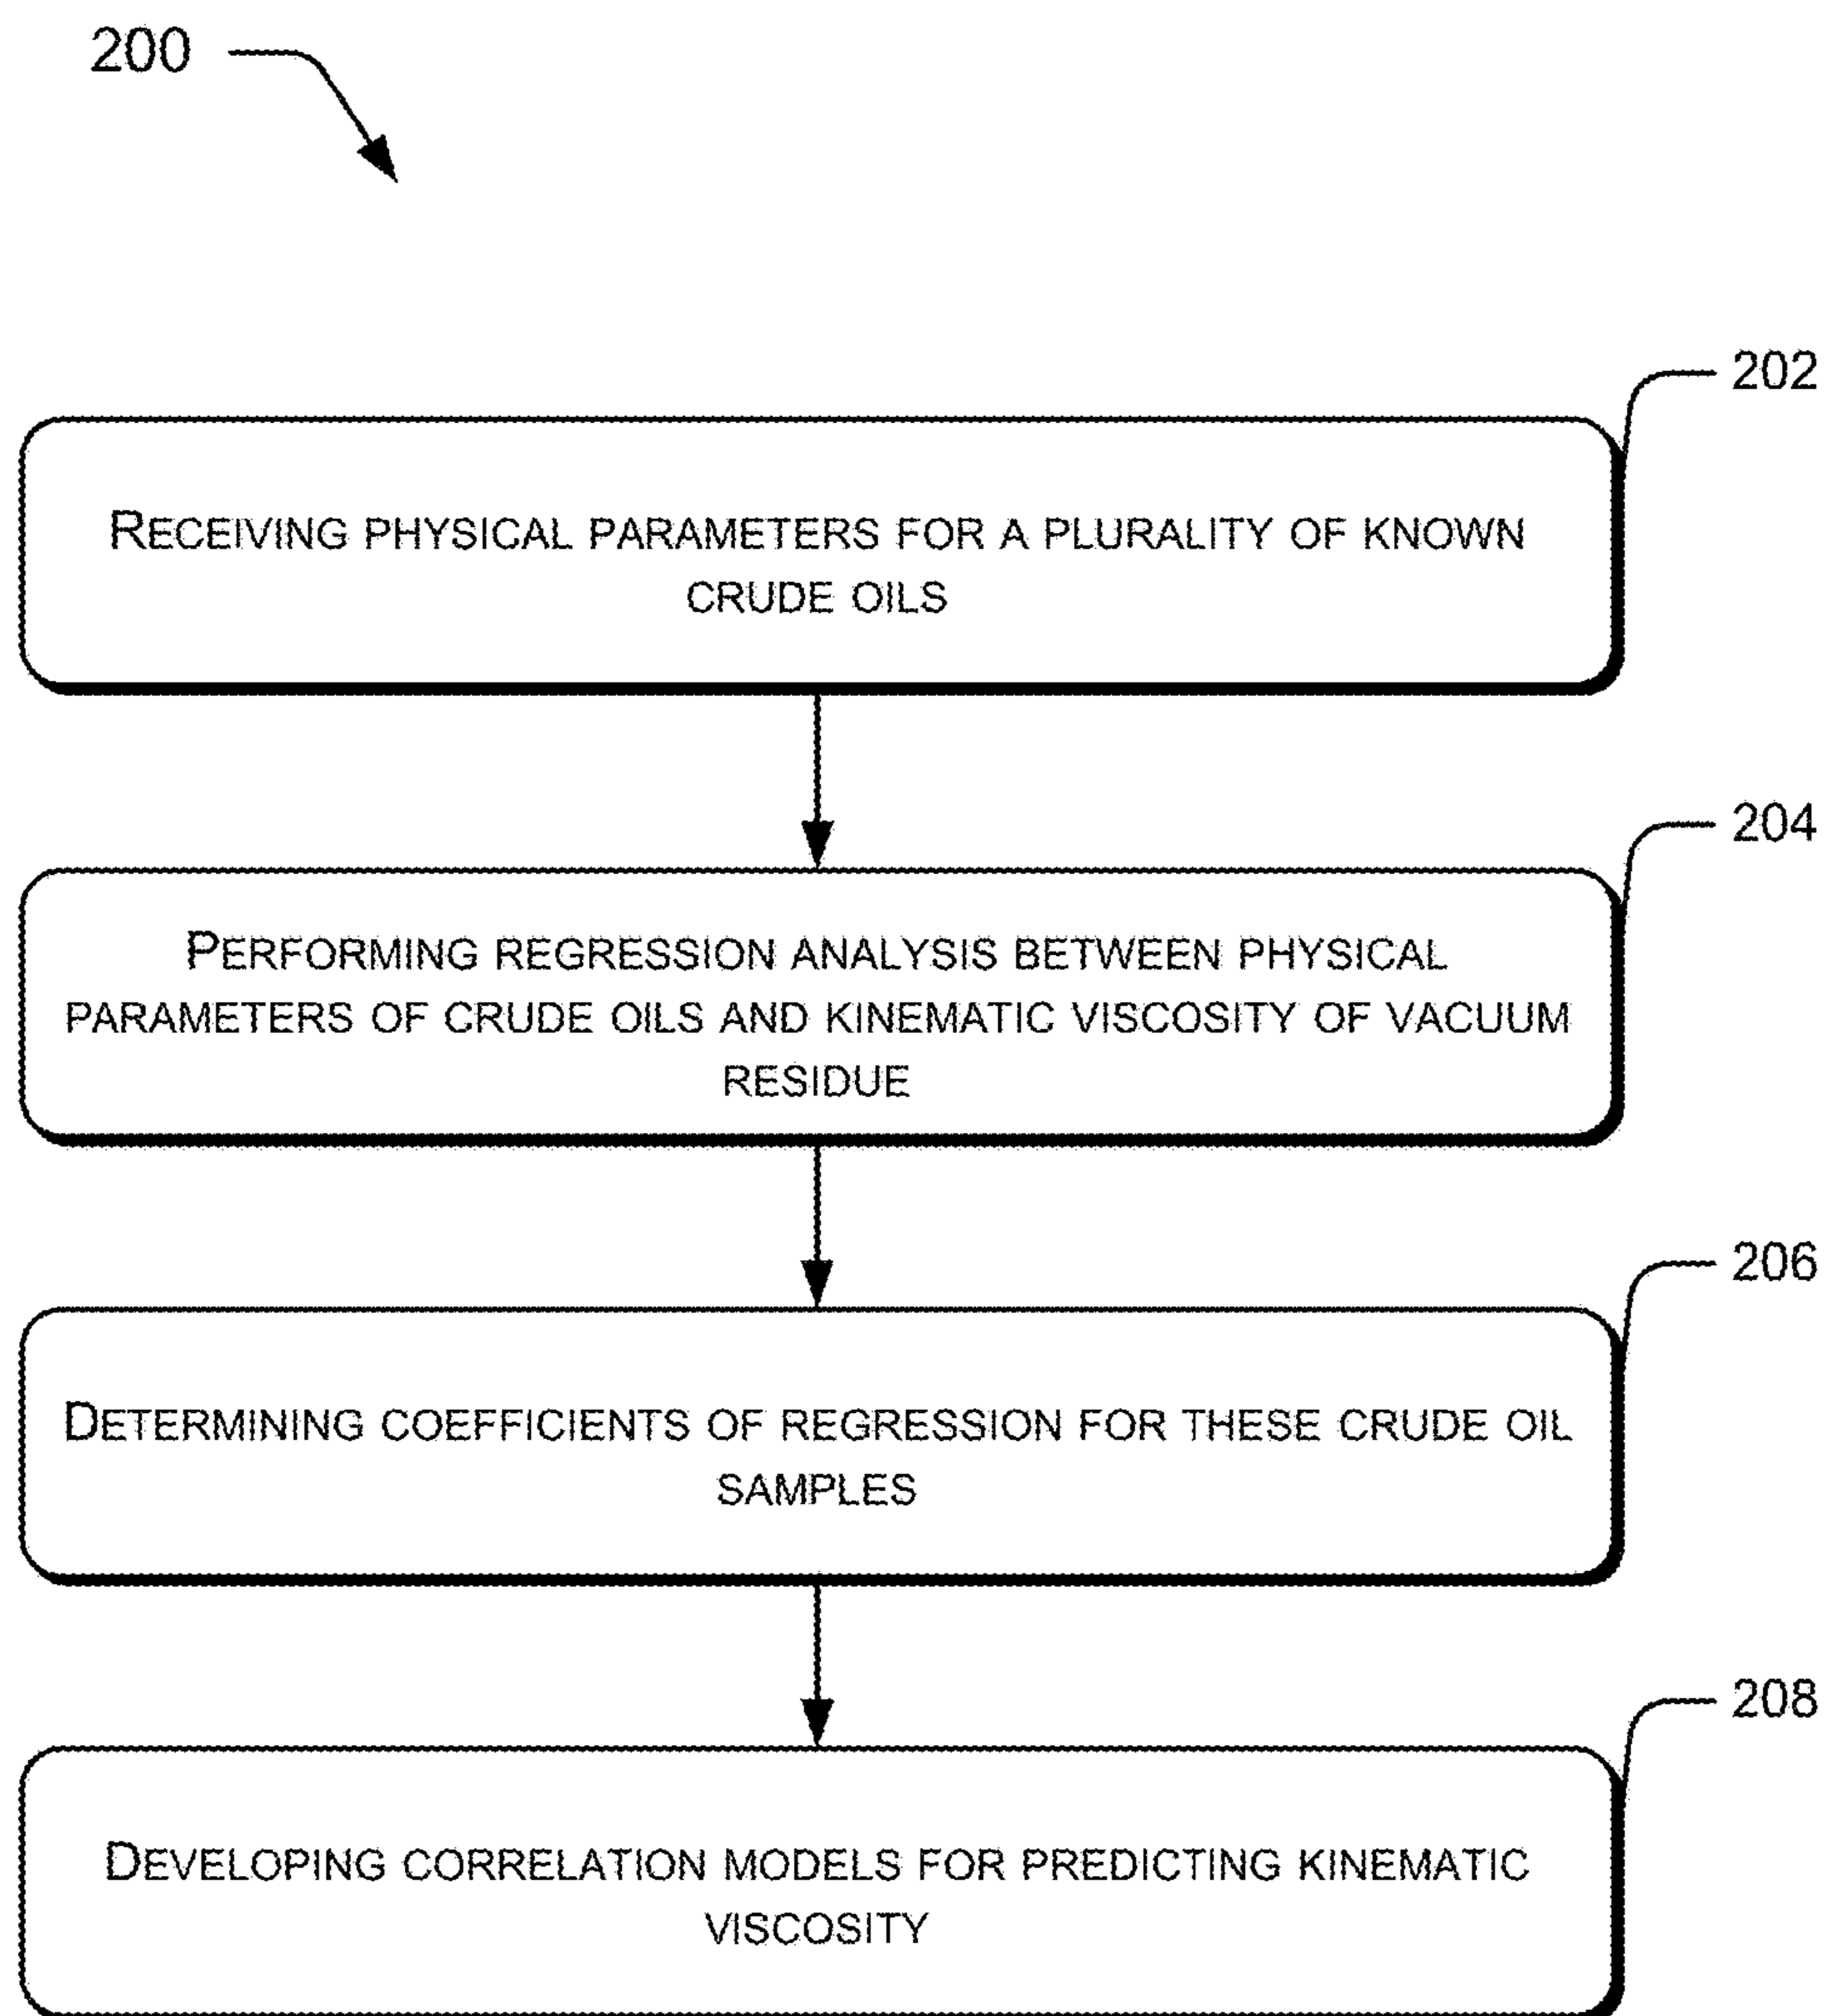 200
202
RECEIVING PHYSICAL PARAMETERS FOR A PLURALITY OF KNOWN
CRUDE OILS
204
PERFORMING REGRESSION ANALYSIS BETWEEN PHYSICAL
PARAMETERS OF CRUDE OILS AND KINEMATIC VISCOSITY OF VACUUM
RESIDUE
206
DETERMINING COEFFICIENTS OF REGRESSION FOR THESE CRUDE OIL
SAMPLES
208
DEVELOPING CORRELATION MODELS FOR PREDICTING KINEMATIC
VISCOSITY